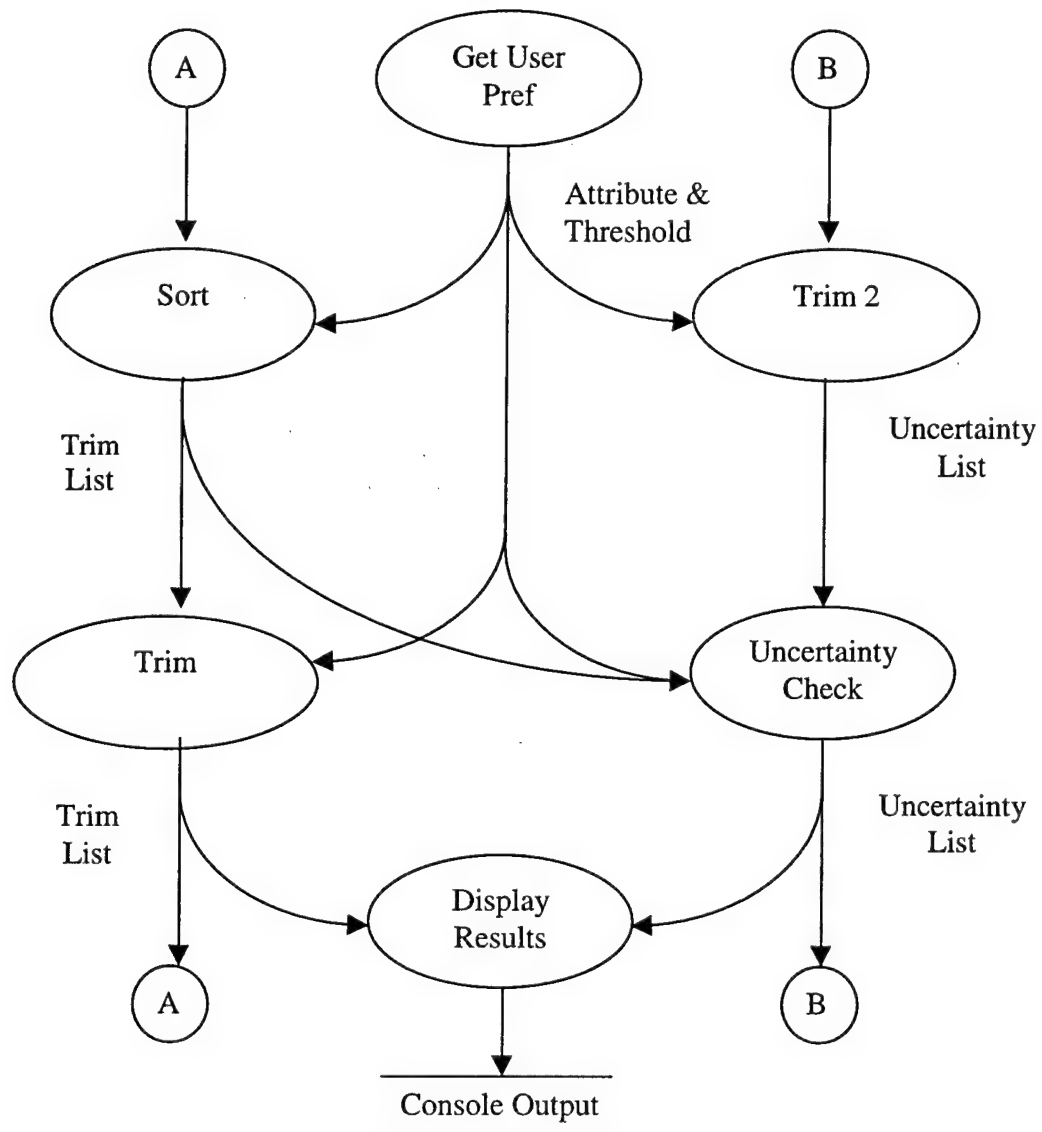 A
Get User
Pref
B
Attribute &
Threshold
Sort
Trim 2
Trim
List
Uncertainty
List
Trim
Uncertainty
Check
Trim
List
Uncertainty
List
Display
Results
A
B
Console Output